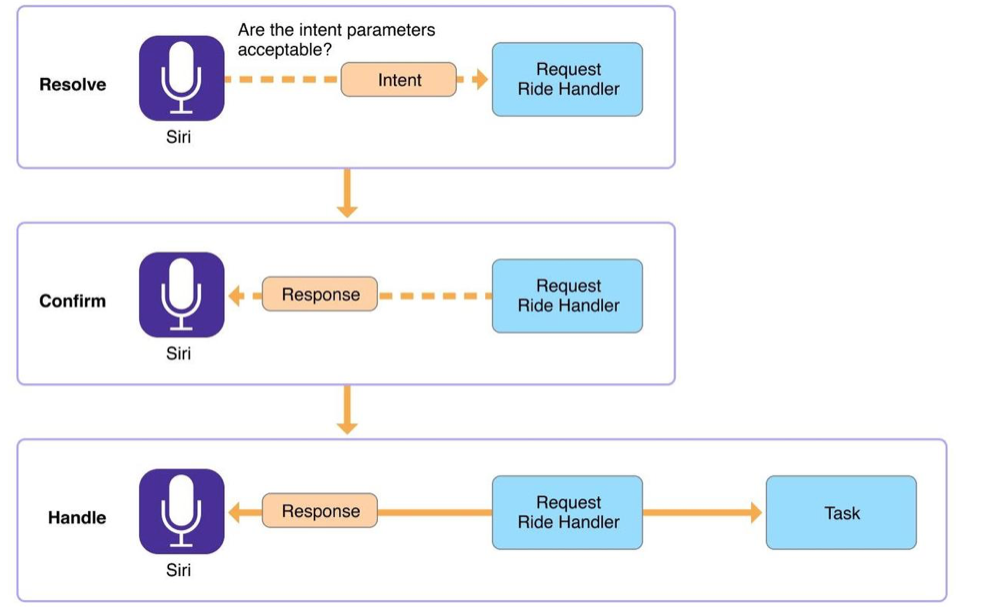 Are the intent parameters
acceptable?
Resolve
Siri
Intent
Request
Ride Handler
Confirm
Siri
Response
Request
Ride Handler
Handle
Siri
Response
Request
Ride Handler
Task